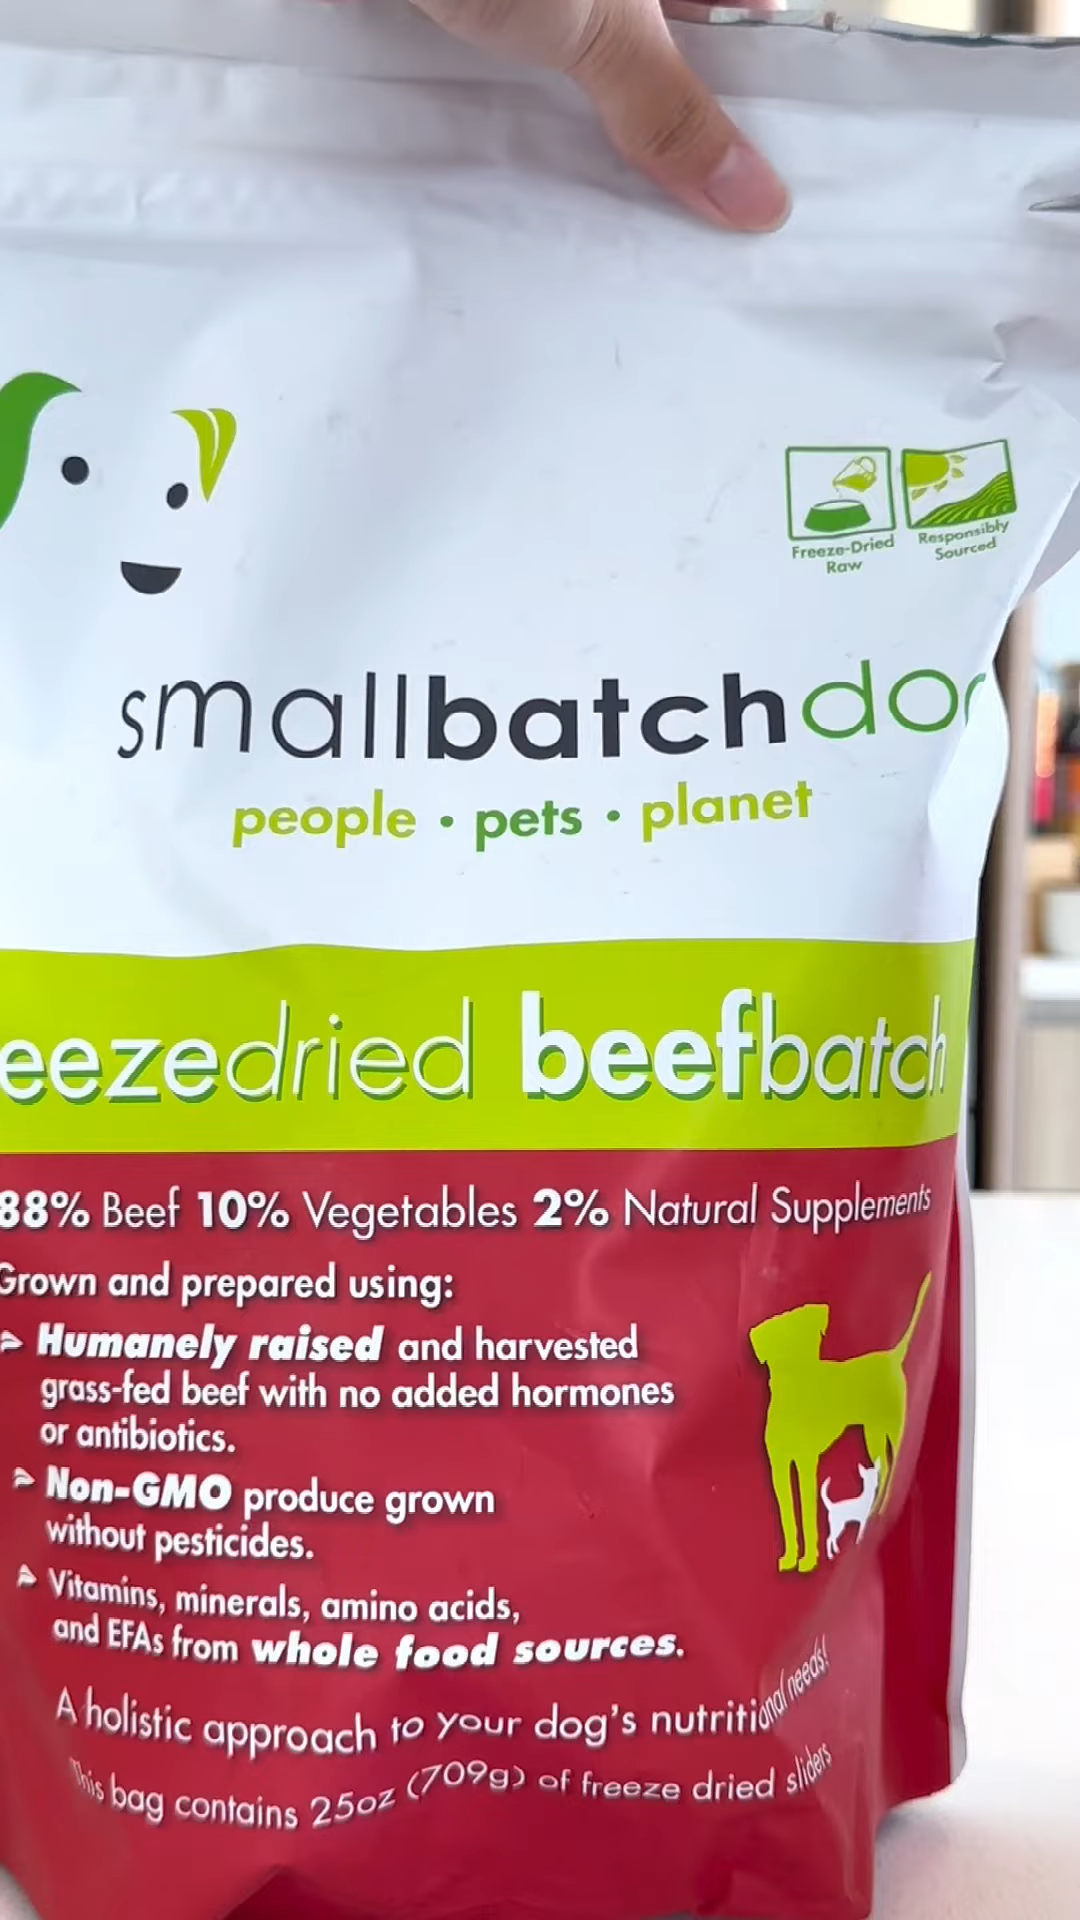 Freeze-Dried
Raw
Responsibly
Sourced
smallbatchdo
people • pets • planet
eezedried beefbatch
88% Beef 10% Vegetables 2% Natural Supplements
Grown and prepared using:
Humanely raised and harvested
grass-fed beef with no added hormones
or antibiotics.
Non-GMO produce grown
without pesticides.
Vitamins, minerals, amino acids,
and EFAs from whole food sources.
A holistic approach to your dog's nutritional needs!
This bag contains 25oz (709g) of freeze dried sliders